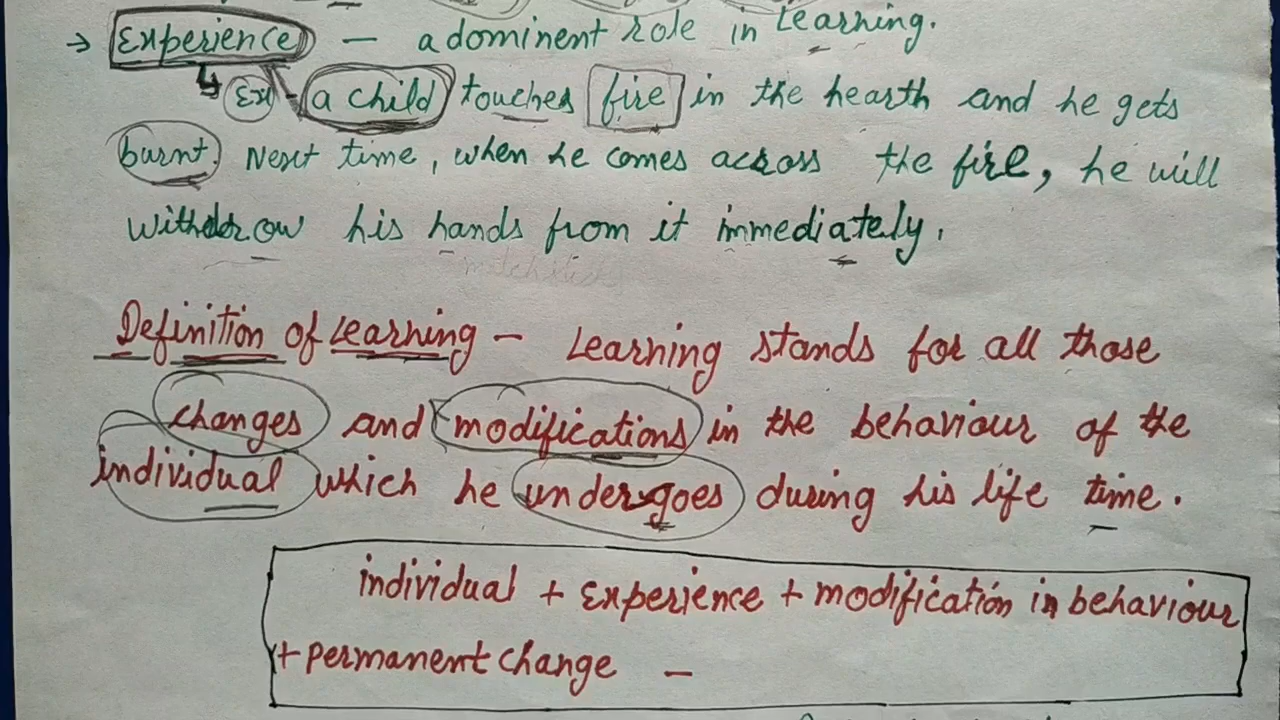 → Experience — a dominent role in Learning.
Ex - a child touches fire in the hearth and he gets
burnt. Next time, when he comes across the fire, he will
withdrow his hands from it immediately.
Definition of Learning - Learning stands for all those
changes and modifications in the behaviour of the
individual which he undergoes during his life time.
individual + Experience + modification in behaviour
+ permanent change -